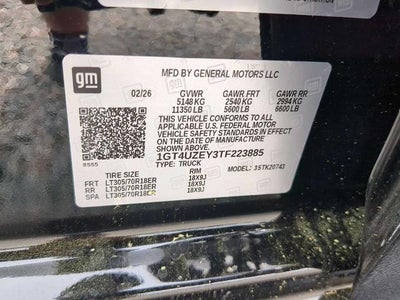 gm
MFD BY GENERAL MOTORS LLC
02/26 GVWR GAWR FRT GAWR RR
5148 KG 2540 KG 2994 KG
11350 LB 5600 LB 6600 LB
THIS VEHICLE CONFORMS TO ALL
APPLICABLE U.S. FEDERAL MOTOR
VEHICLE SAFETY STANDARDS IN EFFECT
ON THE DATE OF MANUFACTURE
SHOWN ABOVE.
1GT4UZEY3TF223885
TYPE: TRUCK MODEL: 35TK20743
TIRE SIZE RIM
FRT LT305/70R18ER 18X9J
RR LT305/70R18ER 18X9J
SPA LT305/70R18ER 18X9J